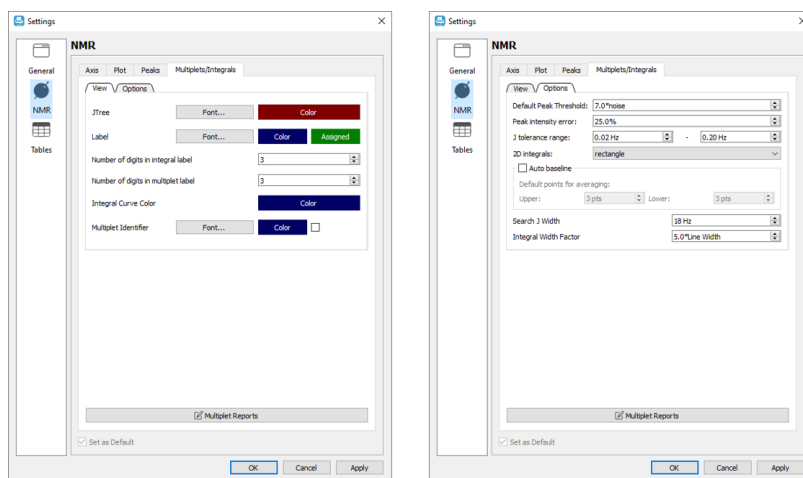 Settings
NMR
General
NMR
Tables
Axis Plot Peaks Multiplets/Integrals
View Options
JTree Font... Color
Label Font... Color Assigned
Number of digits in integral label 3
Number of digits in multiplet label 3
Integral Curve Color Color
Multiplet Identifier Font... Color
Multiplet Reports
Set as Default
OK Cancel Apply
Settings
NMR
General
NMR
Tables
Axis Plot Peaks Multiplets/Integrals
View Options
Default Peak Threshold: 7.0*noise
Peak intensity error: 25.0%
J tolerance range: 0.02 Hz - 0.20 Hz
2D integrals: rectangle
Auto baseline
Default points for averaging:
Upper: 3 pts Lower: 3 pts
Search J Width 18 Hz
Integral Width Factor 5.0*Line Width
Multiplet Reports
Set as Default
OK Cancel Apply